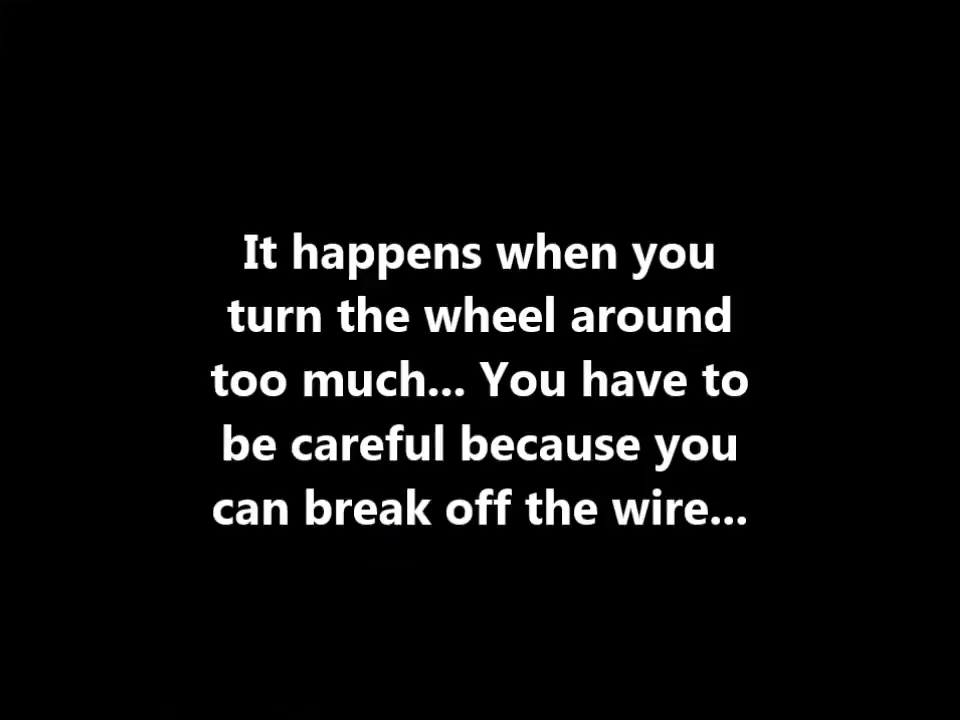 It happens when you
turn the wheel around
too much... You have to
be careful because you
can break off the wire...